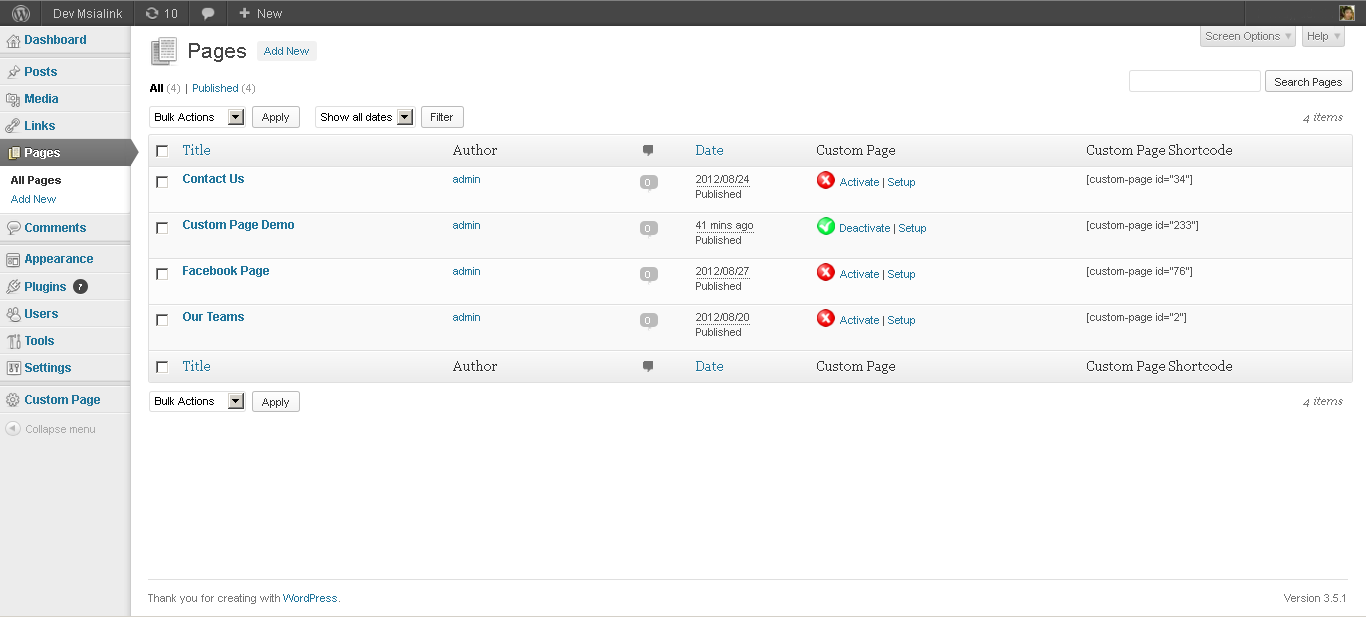 Dev Msialink 10 + New
Screen Options ▼ Help ▼
Dashboard
Posts
Media
Links
Pages
All Pages
Add New
Comments
Appearance
Plugins 7
Users
Tools
Settings
Custom Page
Collapse menu
Pages Add New
All (4) | Published (4)
Search Pages
Bulk Actions Apply Show all dates Filter 4 items
Title Author Date Custom Page Custom Page Shortcode
Contact Us admin 0 2012/08/24 Activate | Setup [custom-page id="34"]
Published
Custom Page Demo admin 0 41 mins ago Deactivate | Setup [custom-page id="233"]
Published
Facebook Page admin 0 2012/08/27 Activate | Setup [custom-page id="76"]
Published
Our Teams admin 0 2012/08/20 Activate | Setup [custom-page id="2"]
Published
Title Author Date Custom Page Custom Page Shortcode
Bulk Actions Apply 4 items
Thank you for creating with WordPress. Version 3.5.1